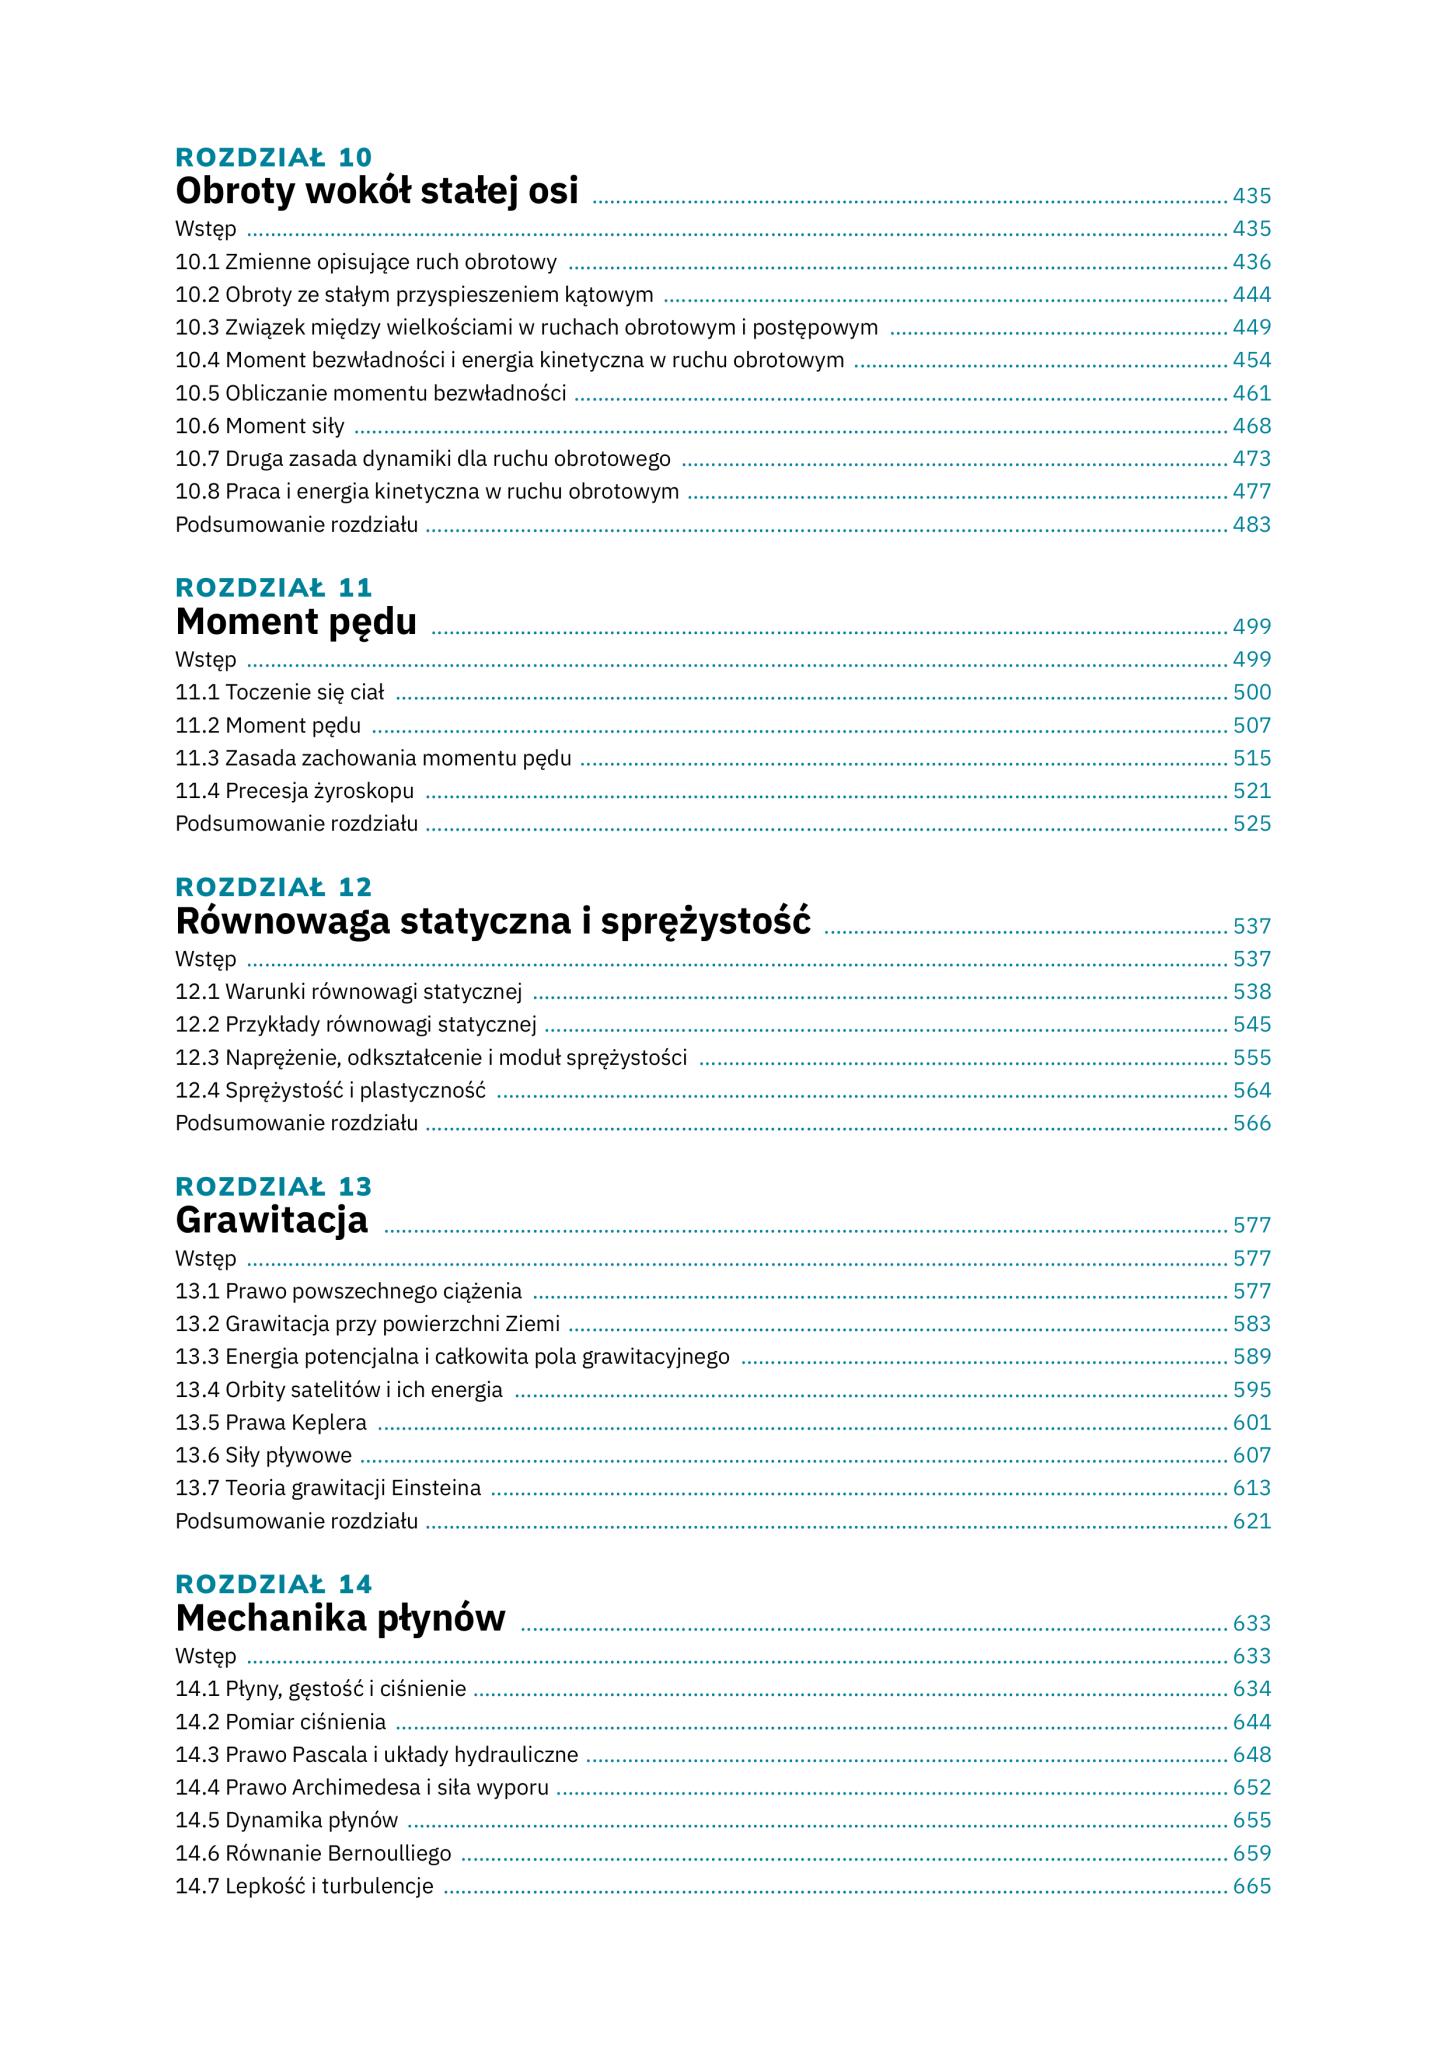 ROZDZIAŁ 10
Obroty wokół stałej osi 435
Wstęp 435
10.1 Zmienne opisujące ruch obrotowy 436
10.2 Obroty ze stałym przyspieszeniem kątowym 444
10.3 Związek między wielkościami w ruchach obrotowym i postępowym 449
10.4 Moment bezwładności i energia kinetyczna w ruchu obrotowym 454
10.5 Obliczanie momentu bezwładności 461
10.6 Moment siły 468
10.7 Druga zasada dynamiki dla ruchu obrotowego 473
10.8 Praca i energia kinetyczna w ruchu obrotowym 477
Podsumowanie rozdziału 483
ROZDZIAŁ 11
Moment pędu 499
Wstęp 499
11.1 Toczenie się ciał 500
11.2 Moment pędu 507
11.3 Zasada zachowania momentu pędu 515
11.4 Precesja żyroskopu 521
Podsumowanie rozdziału 525
ROZDZIAŁ 12
Równowaga statyczna i sprężystość 537
Wstęp 537
12.1 Warunki równowagi statycznej 538
12.2 Przykłady równowagi statycznej 545
12.3 Naprężenie, odkształcenie i moduł sprężystości 555
12.4 Sprężystość i plastyczność 564
Podsumowanie rozdziału 566
ROZDZIAŁ 13
Grawitacja 577
Wstęp 577
13.1 Prawo powszechnego ciążenia 577
13.2 Grawitacja przy powierzchni Ziemi 583
13.3 Energia potencjalna i całkowita pola grawitacyjnego 589
13.4 Orbity satelitów i ich energia 595
13.5 Prawa Keplera 601
13.6 Siły pływowe 607
13.7 Teoria grawitacji Einsteina 613
Podsumowanie rozdziału 621
ROZDZIAŁ 14
Mechanika płynów 633
Wstęp 633
14.1 Płyny, gęstość i ciśnienie 634
14.2 Pomiar ciśnienia 644
14.3 Prawo Pascala i układy hydrauliczne 648
14.4 Prawo Archimedesa i siła wyporu 652
14.5 Dynamika płynów 655
14.6 Równanie Bernoulliego 659
14.7 Lepkość i turbulencje 665